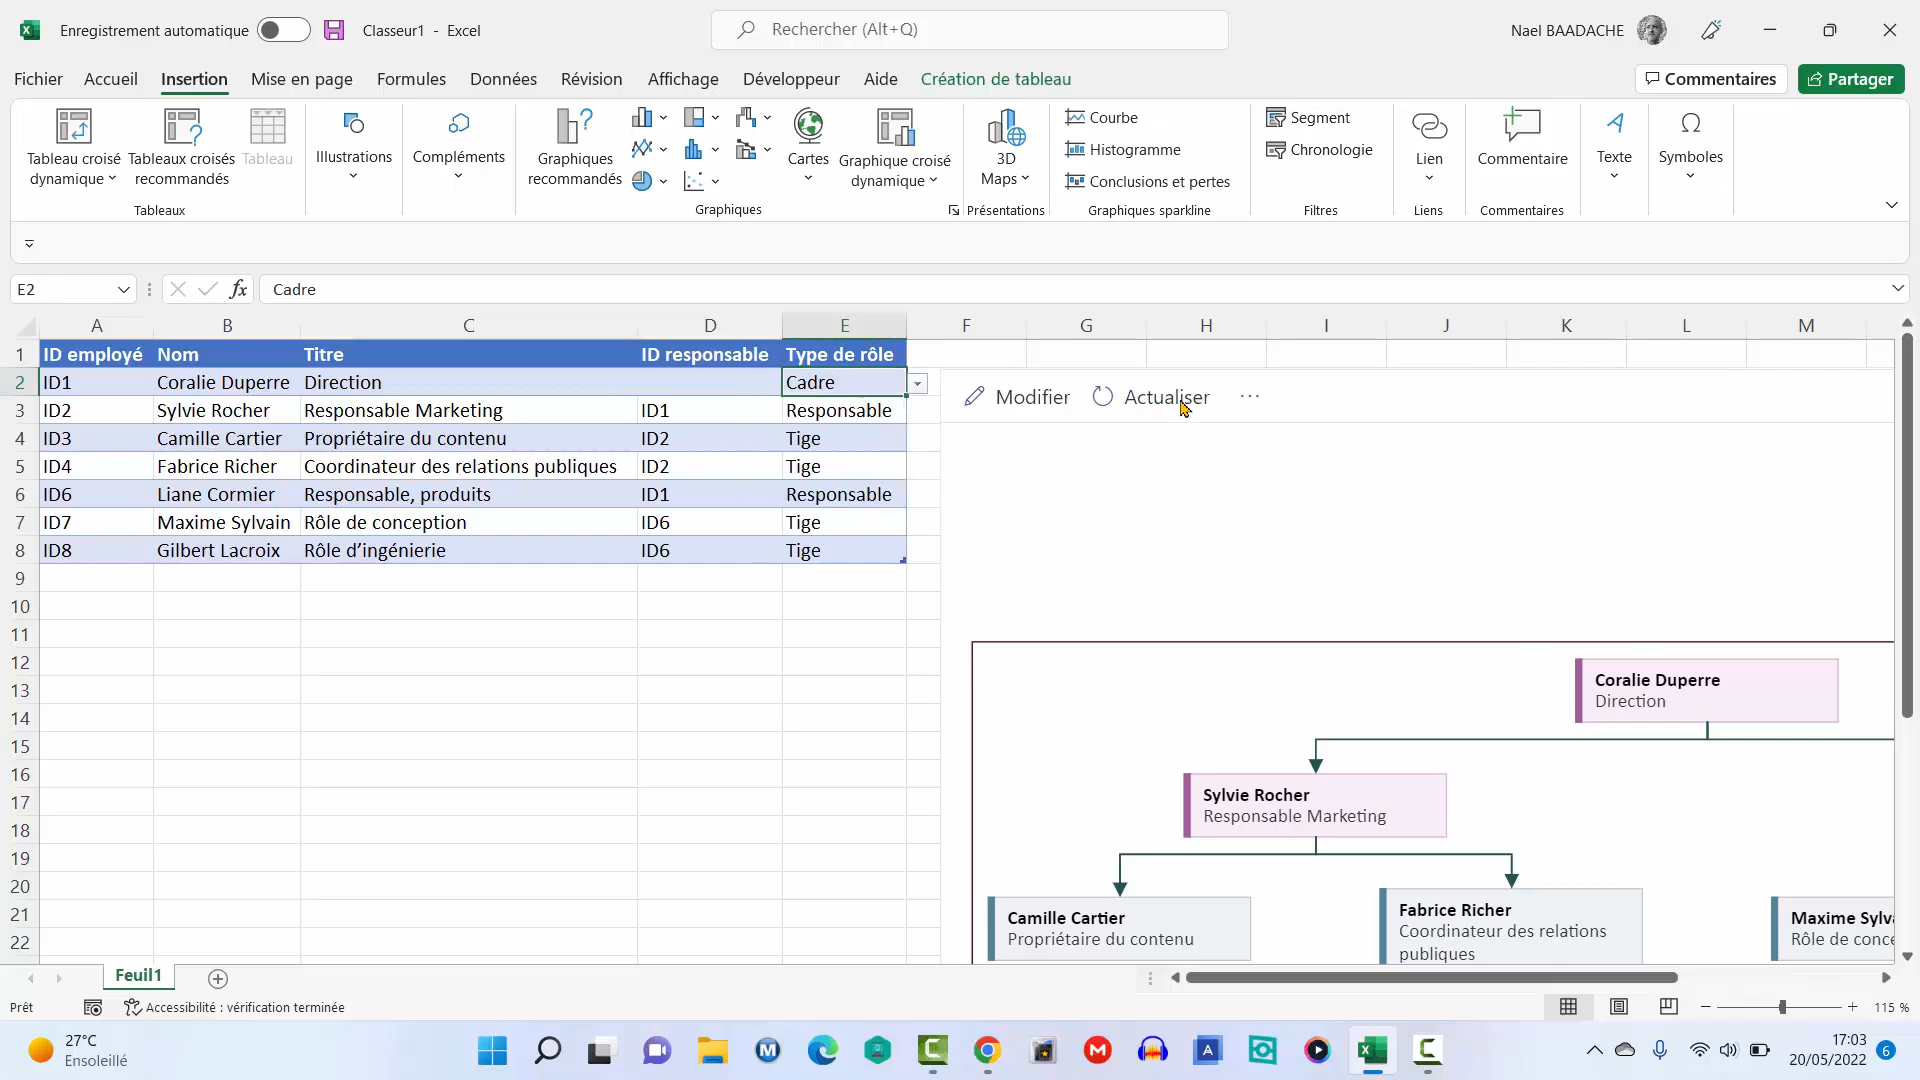 Enregistrement automatique
Classeur1 - Excel
Rechercher (Alt+Q)
Nael BAADACHE
Fichier Accueil Insertion Mise en page Formules Données Révision Affichage Développeur Aide Création de tableau
Commentaires
Partager
Tableau croisé dynamique
Tableaux croisés recommandés
Tableau
Tableaux
Illustrations
Compléments
Graphiques recommandés
Cartes
Graphique croisé dynamique
Graphiques
3D Maps
Présentations
Courbe
Histogramme
Conclusions et pertes
Graphiques sparkline
Segment
Chronologie
Filtres
Lien
Liens
Commentaire
Commentaires
Texte
Symboles
E2
fx
Cadre
A B C D E F G H I J K L M
1 ID employé Nom Titre ID responsable Type de rôle
2 ID1 Coralie Duperre Direction Cadre
3 ID2 Sylvie Rocher Responsable Marketing ID1 Responsable
4 ID3 Camille Cartier Propriétaire du contenu ID2 Tige
5 ID4 Fabrice Richer Coordinateur des relations publiques ID2 Tige
6 ID6 Liane Cormier Responsable, produits ID1 Responsable
7 ID7 Maxime Sylvain Rôle de conception ID6 Tige
8 ID8 Gilbert Lacroix Rôle d’ingénierie ID6 Tige
9
10
11
12
13
14
15
16
17
18
19
20
21
22
Modifier
Actualiser
...
Coralie Duperre
Direction
Sylvie Rocher
Responsable Marketing
Camille Cartier
Propriétaire du contenu
Fabrice Richer
Coordinateur des relations
publiques
Maxime Sylva
Rôle de conce
Feuil1
Prêt
Accessibilité : vérification terminée
115 %
27°C
Ensoleillé
17:03
20/05/2022
6